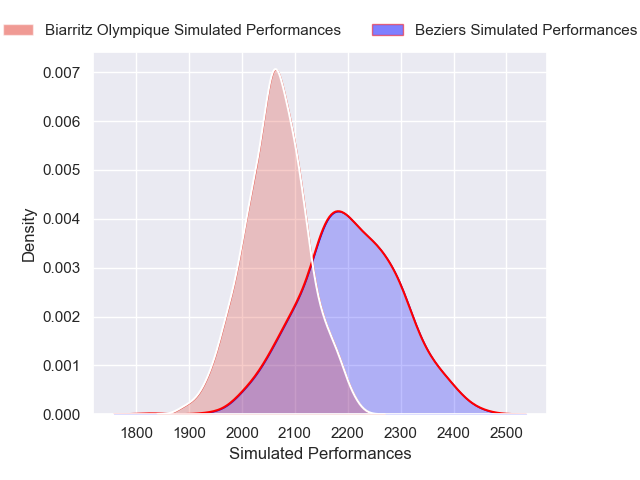 Biarritz Olympique Simulated Performances Beziers Simulated Performances
0.007
0.006
0.005
0.004
0.003
0.002
0.001
0.000
Density
1800 1900 2000 2100 2200 2300 2400 2500
Simulated Performances